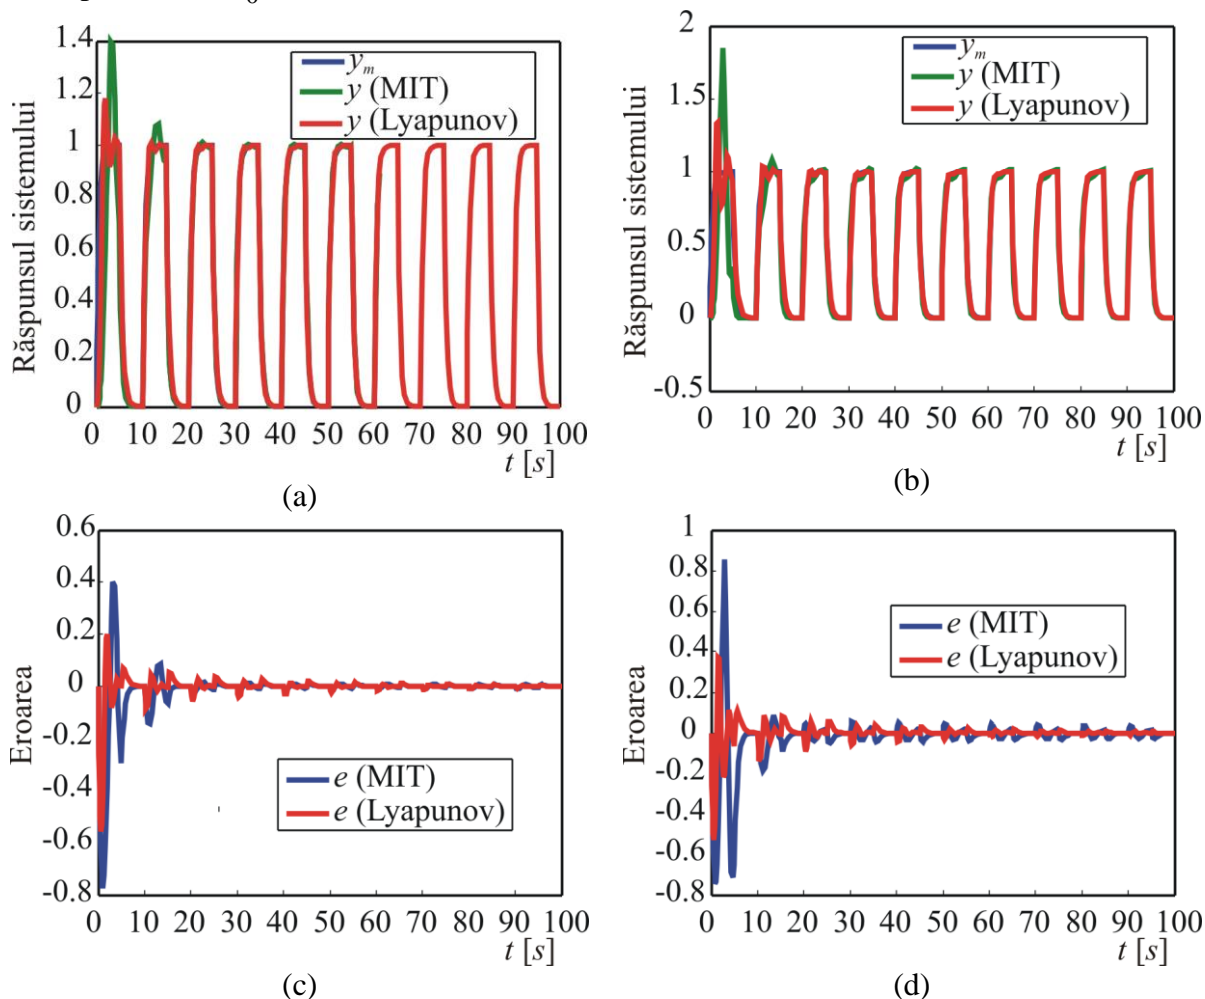 1.4
1.2
1
0.8
0.6
0.4
0.2
0
Răspunsul sistemului
y_m
y (MIT)
y (Lyapunov)
0 10 20 30 40 50 60 70 80 90 100
t [s]
(a)
2
1.5
1
0.5
0
-0.5
Răspunsul sistemului
y_m
y (MIT)
y (Lyapunov)
0 10 20 30 40 50 60 70 80 90 100
t [s]
(b)
0.6
0.4
0.2
0
-0.2
-0.4
-0.6
-0.8
Eroarea
e (MIT)
e (Lyapunov)
0 10 20 30 40 50 60 70 80 90 100
t [s]
(c)
1
0.8
0.6
0.4
0.2
0
-0.2
-0.4
-0.6
-0.8
Eroarea
e (MIT)
e (Lyapunov)
0 10 20 30 40 50 60 70 80 90 100
t [s]
(d)